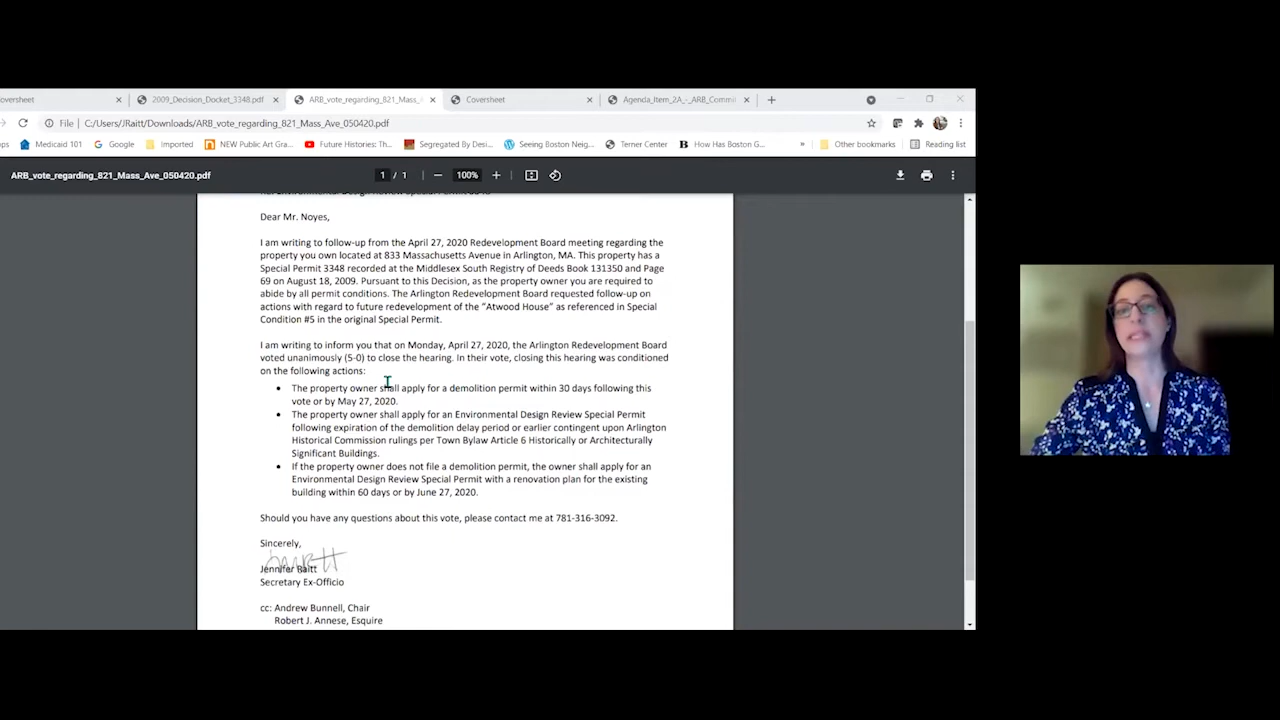 oversheet
2009_Decision_Docket_3348.pdf
ARB_vote_regarding_821_Mass_
Coversheet
Agenda_Item_2A_-_ARB_Commi
File | C:/Users/JRaitt/Downloads/ARB_vote_regarding_821_Mass_Ave_050420.pdf
ps Medicaid 101 Google Imported NEW Public Art Gra... Future Histories: Th... Segregated By Desi... Seeing Boston Neig... Terner Center B How Has Boston G... » Other bookmarks Reading list
ARB_vote_regarding_821_Mass_Ave_050420.pdf 1 / 1 100%
Dear Mr. Noyes,
I am writing to follow-up from the April 27, 2020 Redevelopment Board meeting regarding the
property you own located at 833 Massachusetts Avenue in Arlington, MA. This property has a
Special Permit 3348 recorded at the Middlesex South Registry of Deeds Book 131350 and Page
69 on August 18, 2009. Pursuant to this Decision, as the property owner you are required to
abide by all permit conditions. The Arlington Redevelopment Board requested follow-up on
actions with regard to future redevelopment of the “Atwood House” as referenced in Special
Condition #5 in the original Special Permit.
I am writing to inform you that on Monday, April 27, 2020, the Arlington Redevelopment Board
voted unanimously (5-0) to close the hearing. In their vote, closing this hearing was conditioned
on the following actions:
• The property owner shall apply for a demolition permit within 30 days following this
vote or by May 27, 2020.
• The property owner shall apply for an Environmental Design Review Special Permit
following expiration of the demolition delay period or earlier contingent upon Arlington
Historical Commission rulings per Town Bylaw Article 6 Historically or Architecturally
Significant Buildings.
• If the property owner does not file a demolition permit, the owner shall apply for an
Environmental Design Review Special Permit with a renovation plan for the existing
building within 60 days or by June 27, 2020.
Should you have any questions about this vote, please contact me at 781-316-3092.
Sincerely,
Jennifer Raitt
Secretary Ex-Officio
cc: Andrew Bunnell, Chair
Robert J. Annese, Esquire